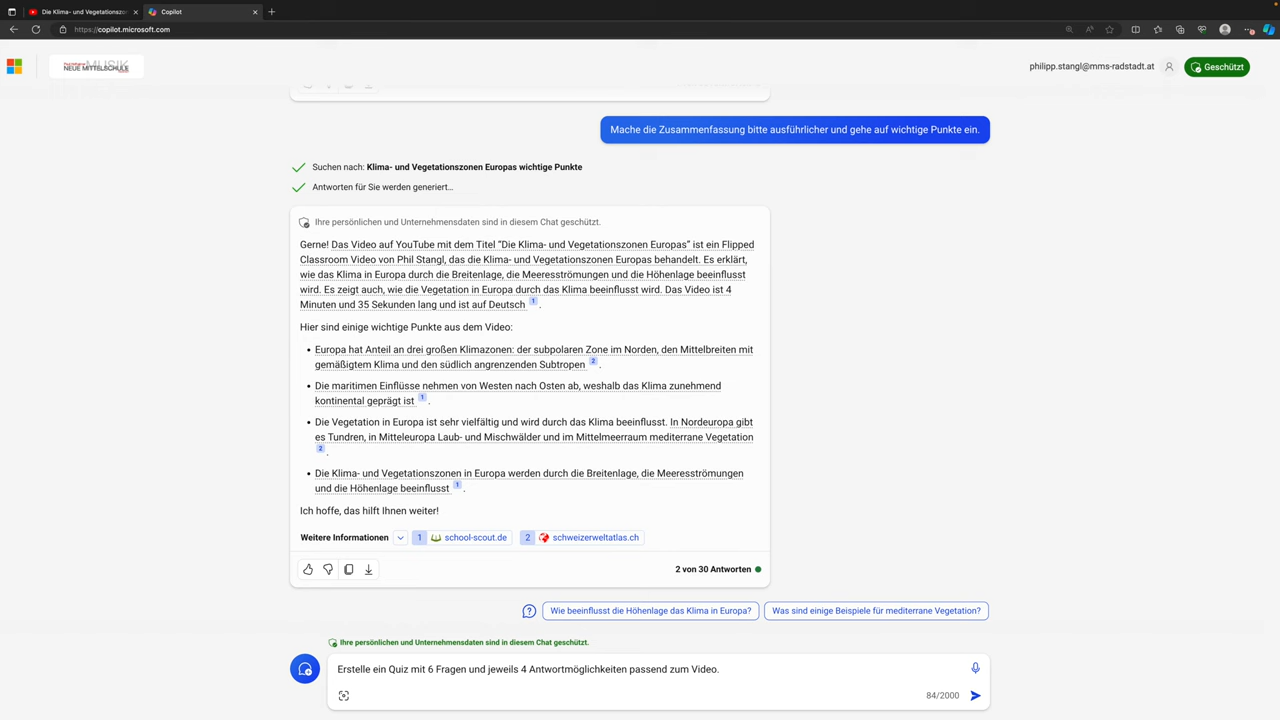 Die Klima- und Vegetationszon
Copilot
https://copilot.microsoft.com
MUSIK
NEUE MITTELSCHULE
philipp.stangl@mms-radstadt.at
Geschützt
Mache die Zusammenfassung bitte ausführlicher und gehe auf wichtige Punkte ein.
Suchen nach: Klima- und Vegetationszonen Europas wichtige Punkte
Antworten für Sie werden generiert…
Ihre persönlichen und Unternehmensdaten sind in diesem Chat geschützt.
Gerne! Das Video auf YouTube mit dem Titel “Die Klima- und Vegetationszonen Europas” ist ein Flipped
Classroom Video von Phil Stangl, das die Klima- und Vegetationszonen Europas behandelt. Es erklärt,
wie das Klima in Europa durch die Breitenlage, die Meeresströmungen und die Höhenlage beeinflusst
wird. Es zeigt auch, wie die Vegetation in Europa durch das Klima beeinflusst wird. Das Video ist 4
Minuten und 35 Sekunden lang und ist auf Deutsch 1.
Hier sind einige wichtige Punkte aus dem Video:
• Europa hat Anteil an drei großen Klimazonen: der subpolaren Zone im Norden, den Mittelbreiten mit
gemäßigtem Klima und den südlich angrenzenden Subtropen 2.
• Die maritimen Einflüsse nehmen von Westen nach Osten ab, weshalb das Klima zunehmend
kontinental geprägt ist 1.
• Die Vegetation in Europa ist sehr vielfältig und wird durch das Klima beeinflusst. In Nordeuropa gibt
es Tundren, in Mitteleuropa Laub- und Mischwälder und im Mittelmeerraum mediterrane Vegetation
2.
• Die Klima- und Vegetationszonen in Europa werden durch die Breitenlage, die Meeresströmungen
und die Höhenlage beeinflusst 1.
Ich hoffe, das hilft Ihnen weiter!
Weitere Informationen 1 school-scout.de 2 schweizerweltatlas.ch
2 von 30 Antworten
Wie beeinflusst die Höhenlage das Klima in Europa? Was sind einige Beispiele für mediterrane Vegetation?
Ihre persönlichen und Unternehmensdaten sind in diesem Chat geschützt.
Erstelle ein Quiz mit 6 Fragen und jeweils 4 Antwortmöglichkeiten passend zum Video.
84/2000